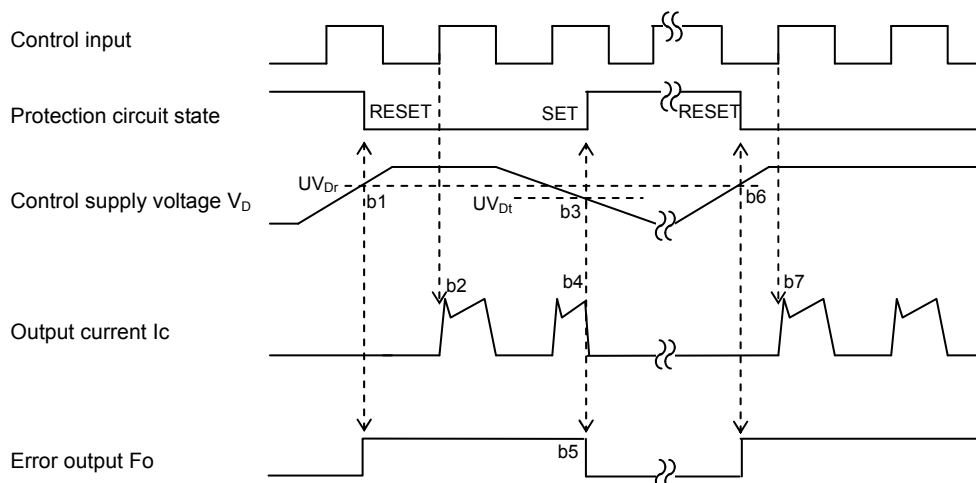 Control input
Protection circuit state
RESET
SET
RESET
Control supply voltage VD
UVDr
b1
UVDt
b3
b6
b2
b4
b7
Output current Ic
b5
Error output Fo